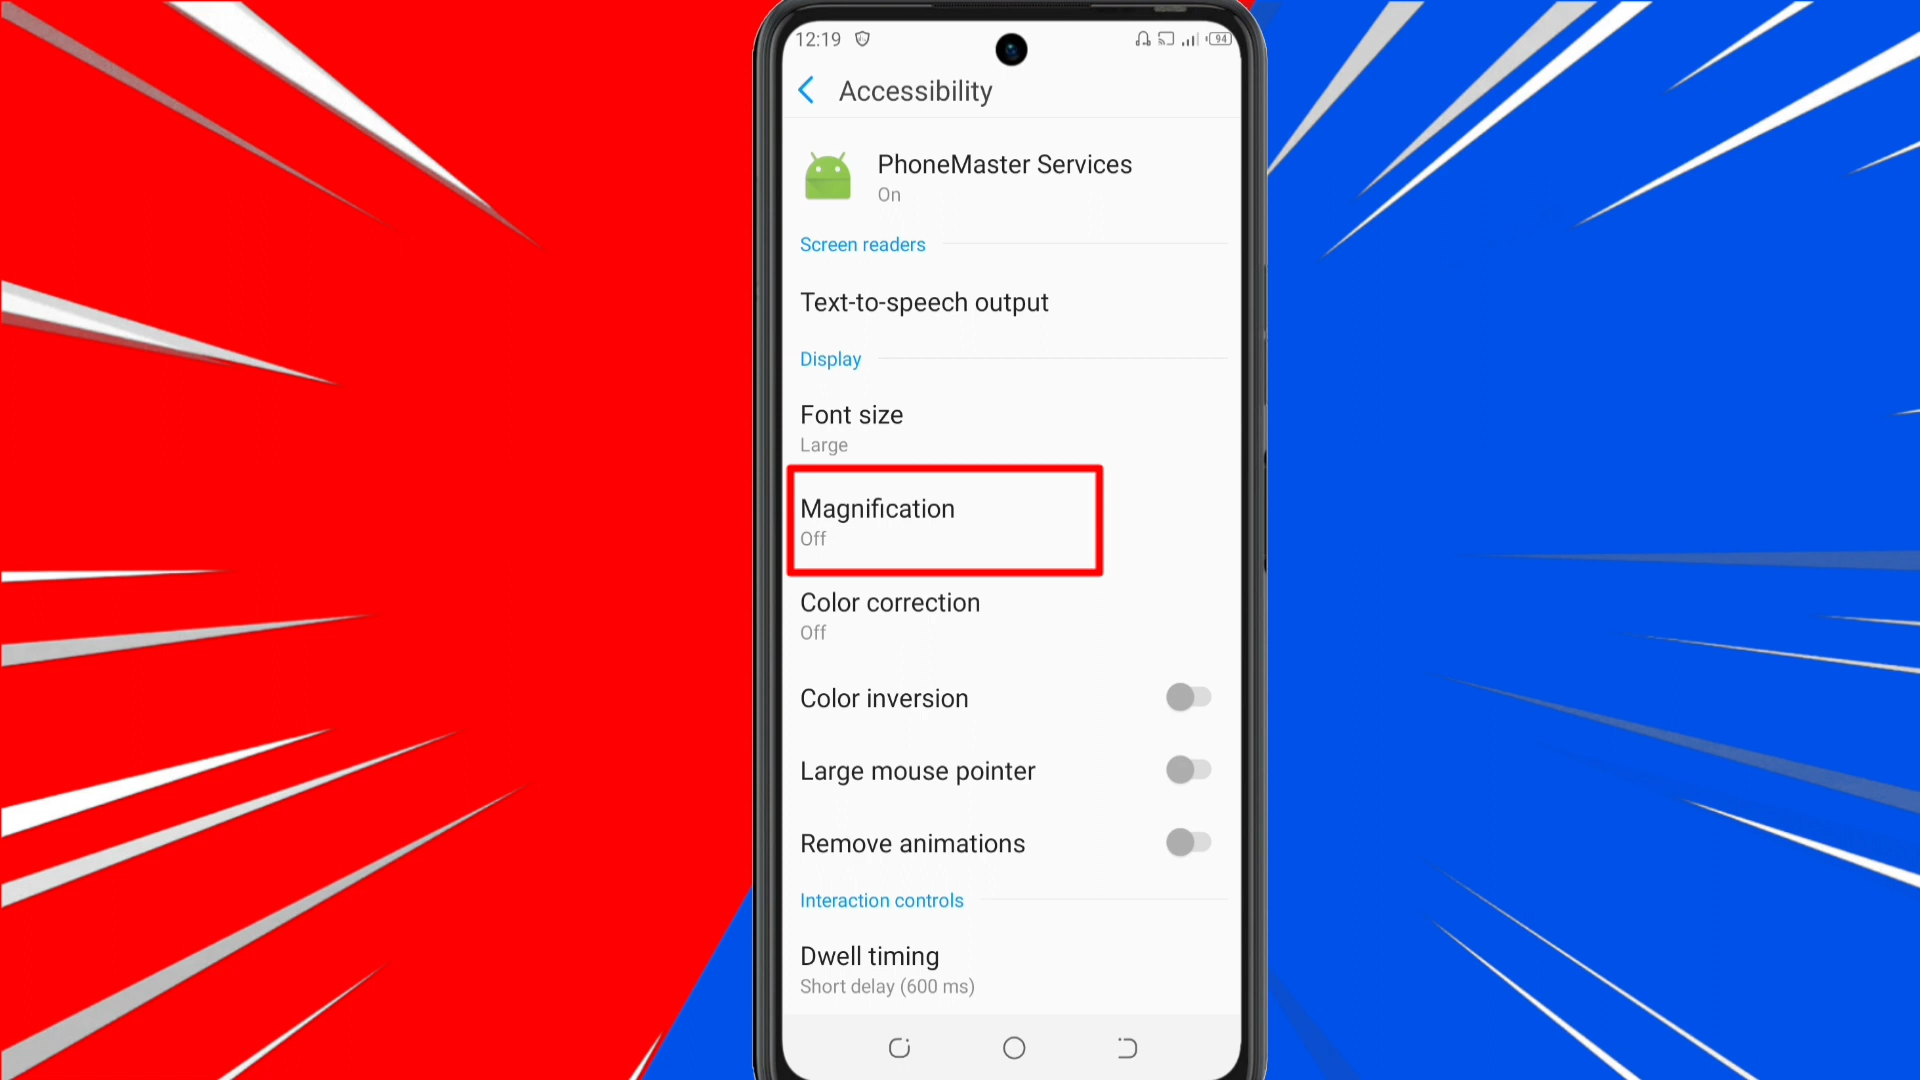 12:19
94
Accessibility
PhoneMaster Services
On
Screen readers
Text-to-speech output
Display
Font size
Large
Magnification
Off
Color correction
Off
Color inversion
Large mouse pointer
Remove animations
Interaction controls
Dwell timing
Short delay (600 ms)